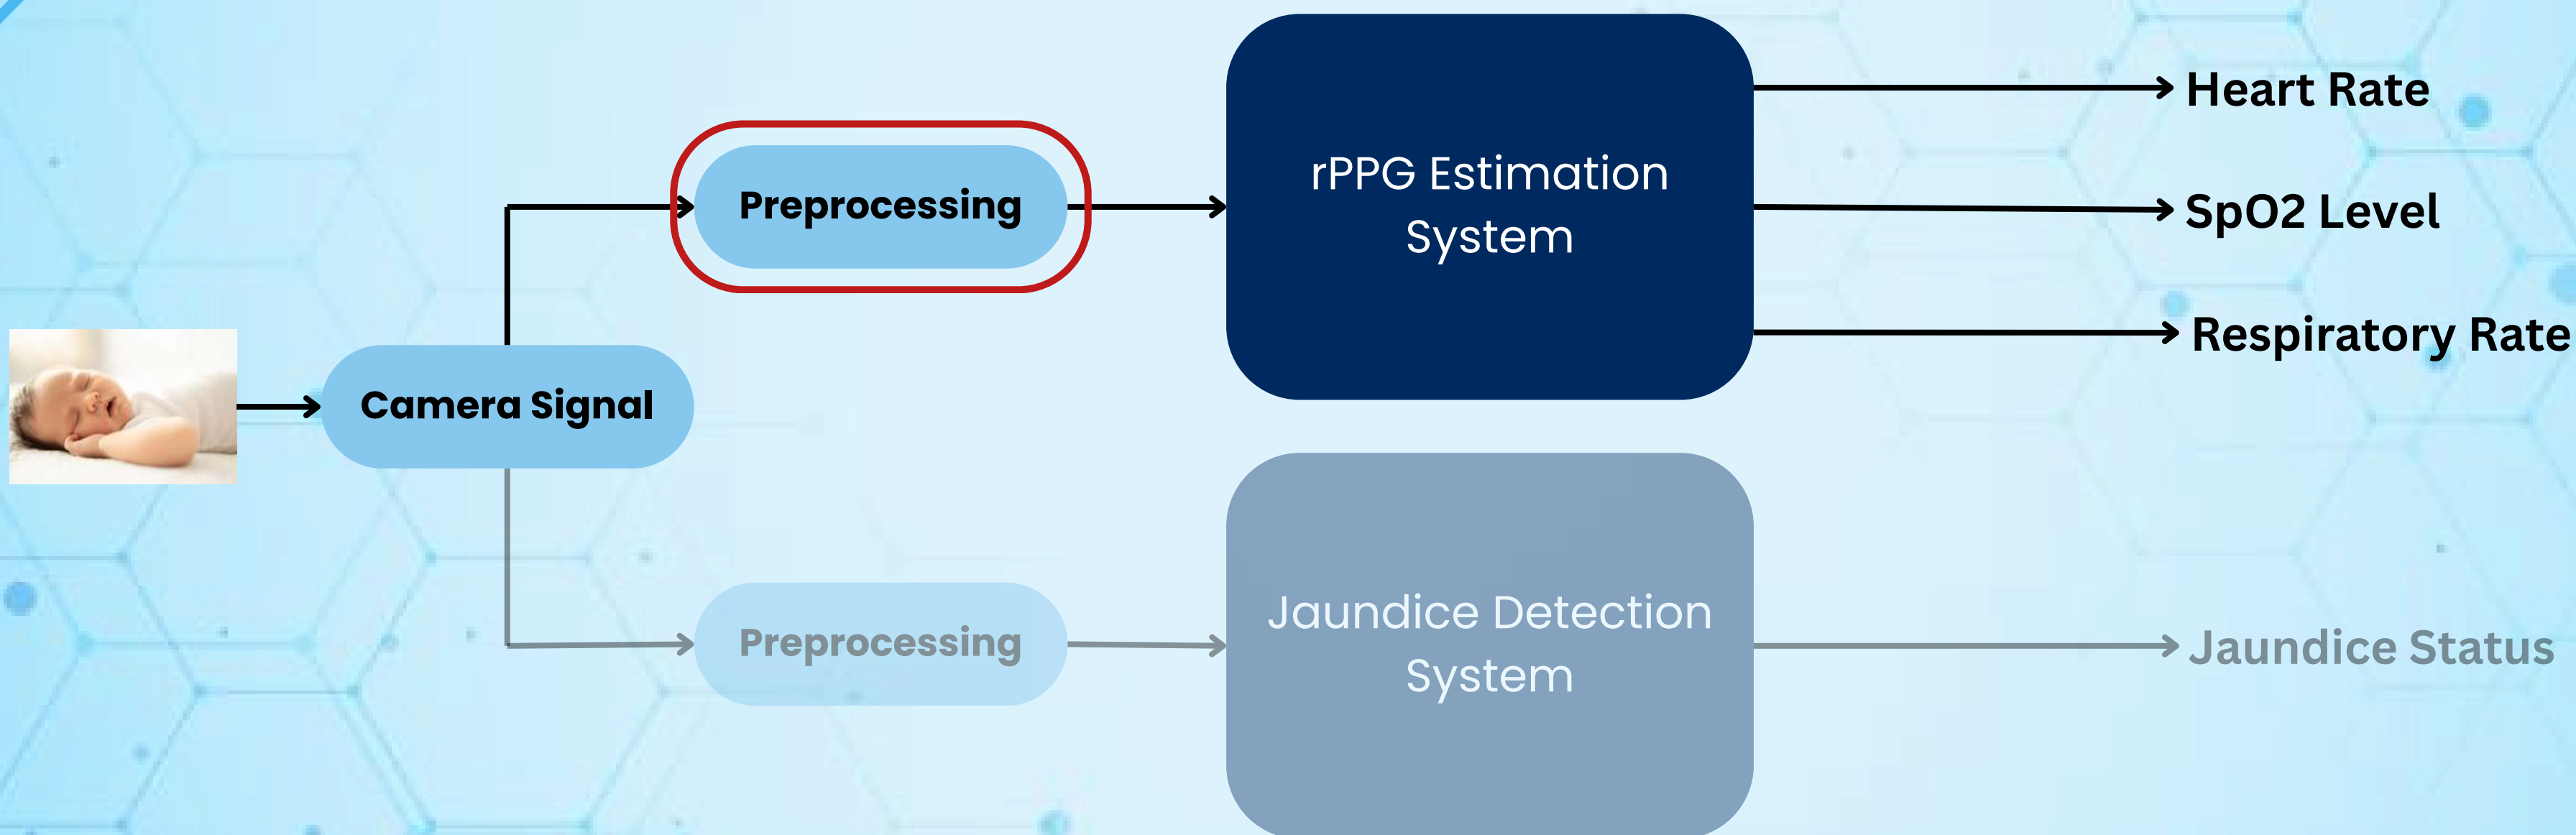 Heart Rate
rPPG Estimation
System
Preprocessing
SpO2 Level
Respiratory Rate
Camera Signal
Jaundice Detection
System
Preprocessing
Jaundice Status